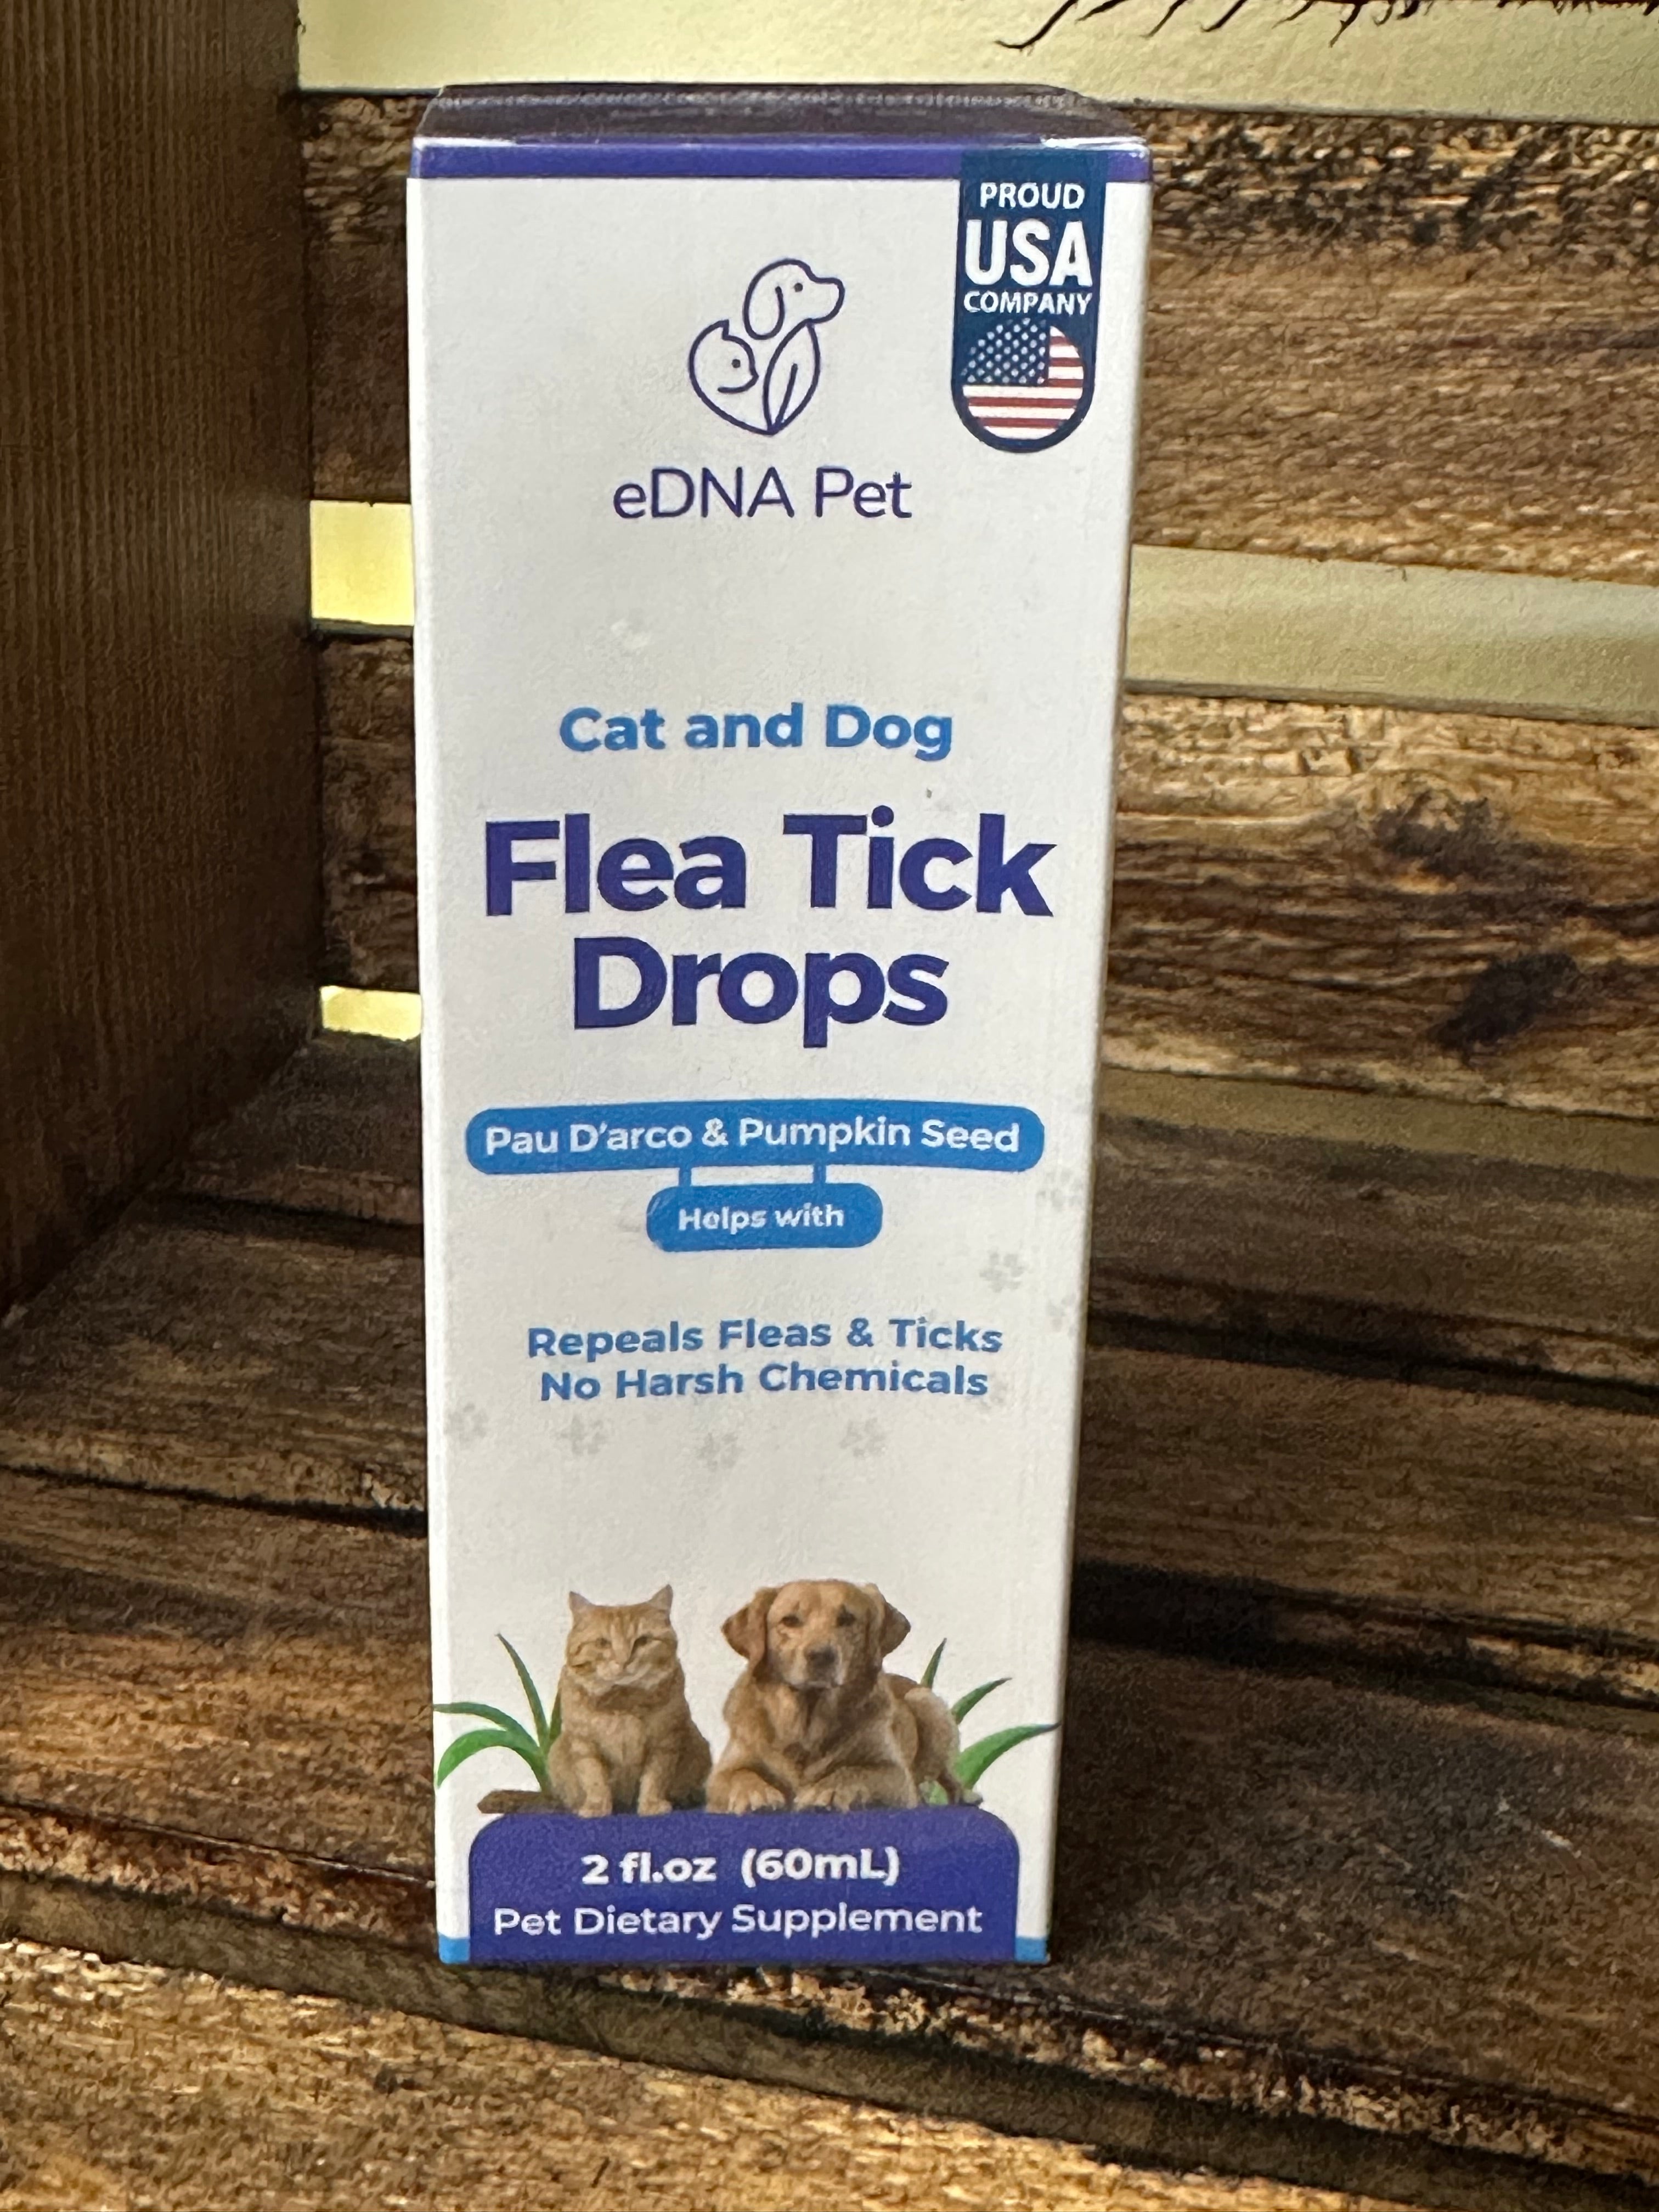 PROUD
USA
COMPANY
eDNA Pet
Cat and Dog
Flea Tick
Drops
Pau D'arco & Pumpkin Seed
Helps with
Repeals Fleas & Ticks
No Harsh Chemicals
2 fl.oz (60mL)
Pet Dietary Supplement